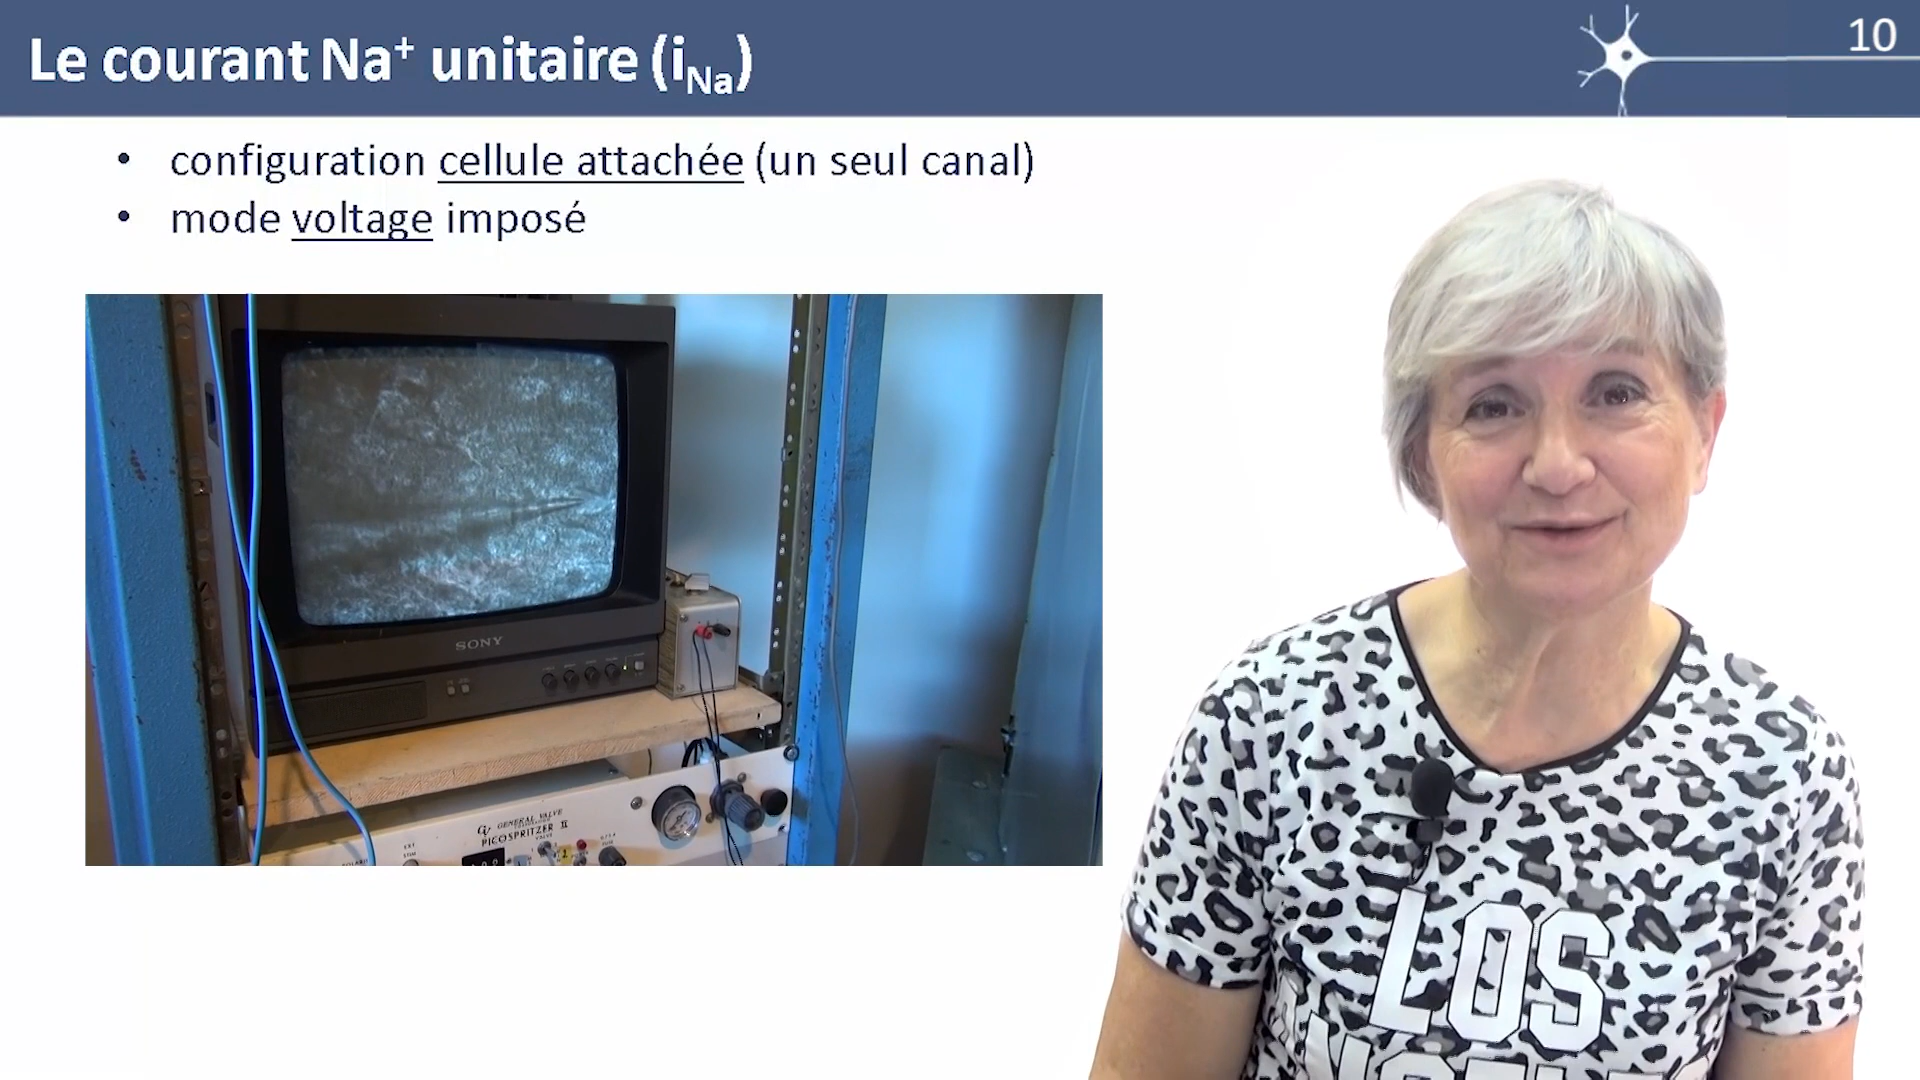 Le courant Na⁺ unitaire (iNa)
10
• configuration cellule attachée (un seul canal)
• mode voltage imposé
SONY
GENERAL VALVE
PICOSPRITZER II
LOS